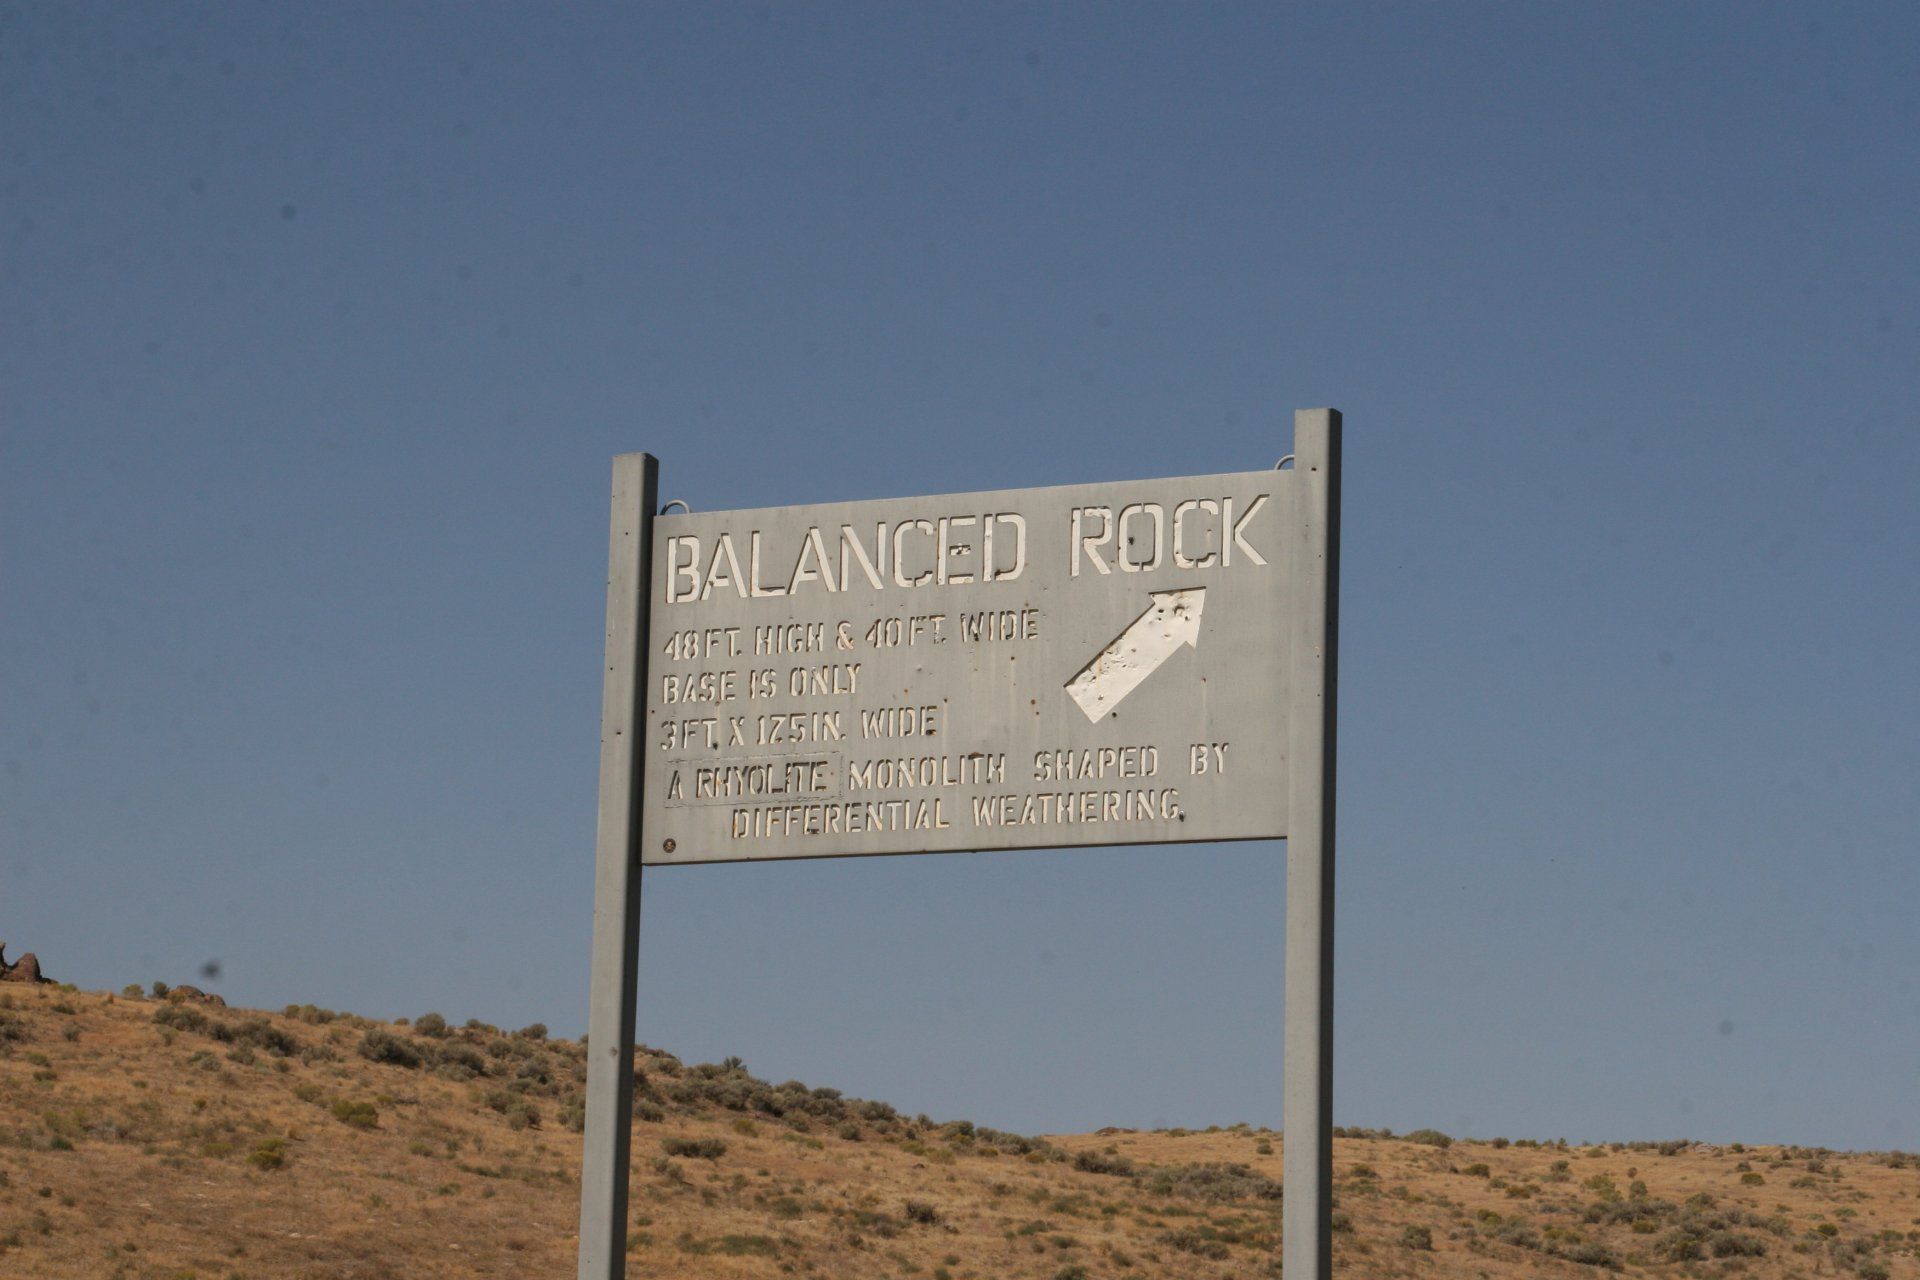 BALANCED ROCK
48 FT. HIGH & 40 FT. WIDE
BASE IS ONLY
3 FT. X 17.5 IN. WIDE
A RHYOLITE MONOLITH SHAPED BY
DIFFERENTIAL WEATHERING.